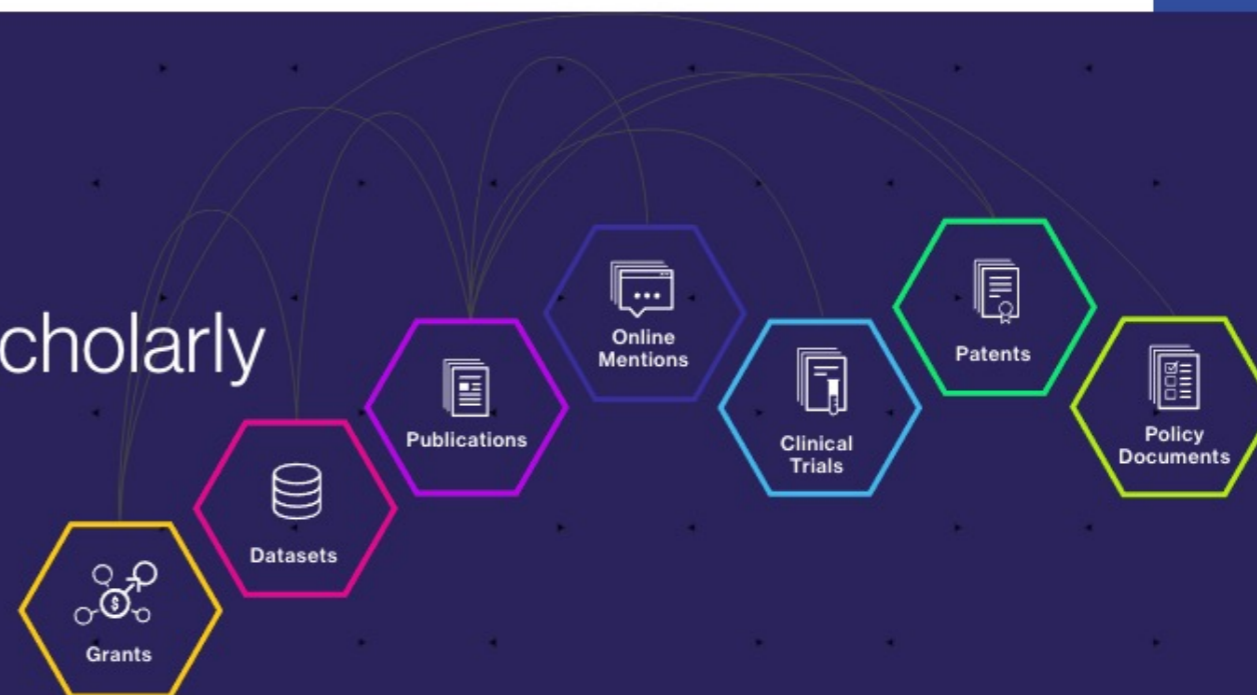 cholarly
Grants
Datasets
Publications
Online
Mentions
Clinical
Trials
Patents
Policy
Documents